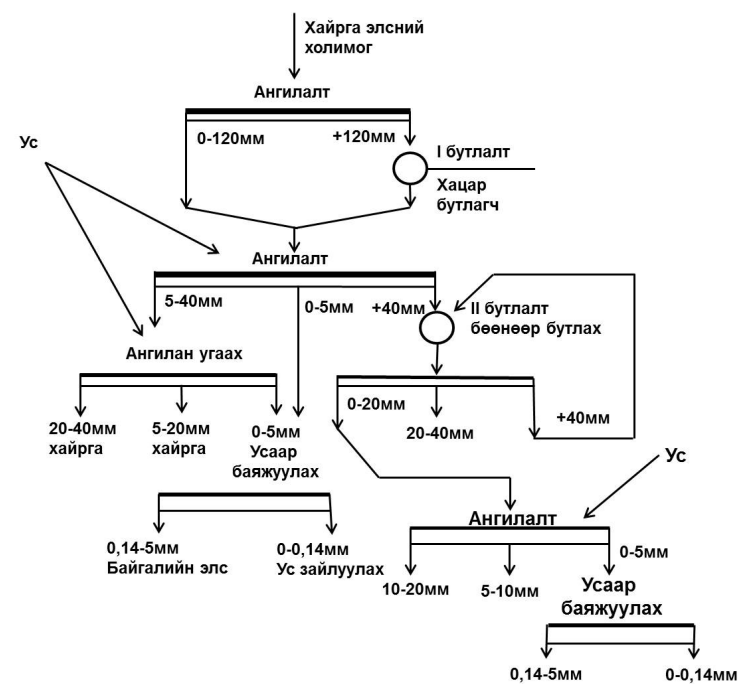 Хайрга элсний
холимог
Ангилалт
0-120мм
+120мм
Ус
I бутлалт
Хацар
бутлагч
Ангилалт
5-40мм
0-5мм
+40мм
II бутлалт
бөөнөөр бутлах
Ангилан угаах
0-20мм
20-40мм
+40мм
20-40мм
хайрга
5-20мм
хайрга
0-5мм
Усаар
баяжуулах
Ус
Ангилалт
0,14-5мм
Байгалийн элс
0-0,14мм
Ус зайлуулах
10-20мм
5-10мм
0-5мм
Усаар
баяжуулах
0,14-5мм
0-0,14мм